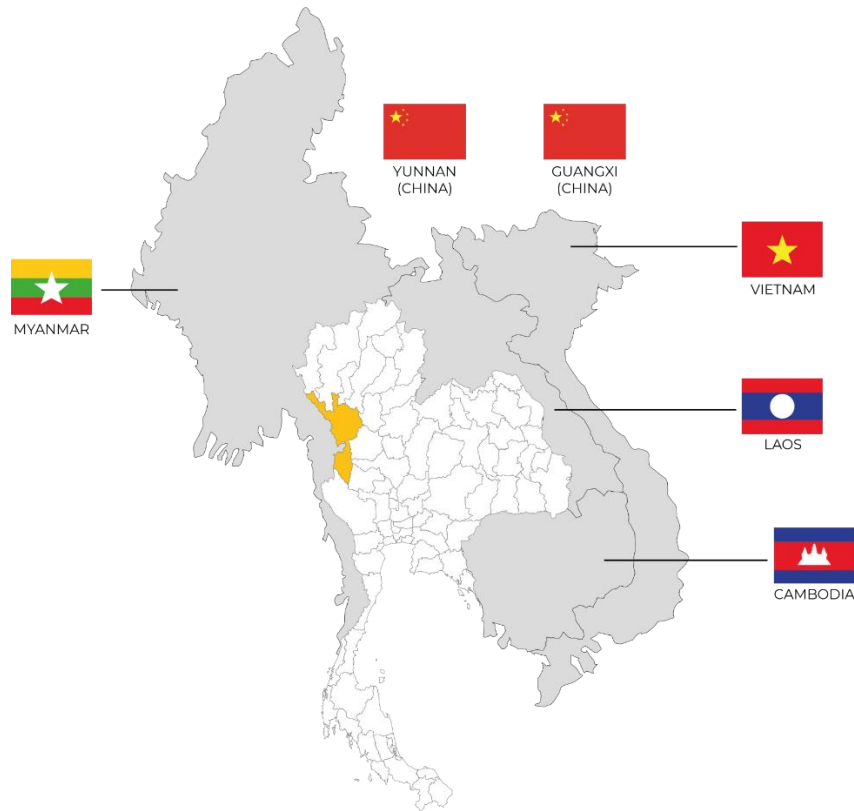 YUNNAN
(CHINA)
GUANGXI
(CHINA)
VIETNAM
MYANMAR
LAOS
CAMBODIA